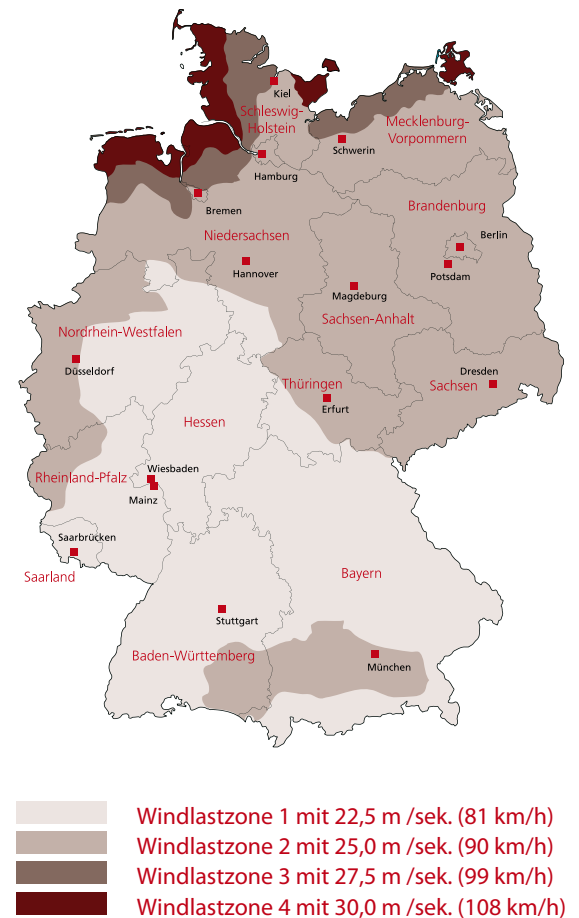 Kiel
Schleswig-
Holstein
Mecklenburg-
Vorpommern
Schwerin
Hamburg
Bremen
Brandenburg
Berlin
Niedersachsen
Potsdam
Hannover
Magdeburg
Sachsen-Anhalt
Nordrhein-Westfalen
Düsseldorf
Dresden
Thüringen
Sachsen
Erfurt
Hessen
Wiesbaden
Rheinland-Pfalz
Mainz
Saarbrücken
Saarland
Bayern
Stuttgart
Baden-Württemberg
München
Windlastzone 1 mit 22,5 m /sek. (81 km/h)
Windlastzone 2 mit 25,0 m /sek. (90 km/h)
Windlastzone 3 mit 27,5 m /sek. (99 km/h)
Windlastzone 4 mit 30,0 m /sek. (108 km/h)